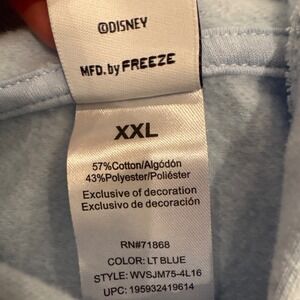 ©DISNEY
MFD. by FREEZE
XXL
57%Cotton/Algodón
43%Polyester/Poliéster
Exclusive of decoration
Exclusivo de decoración
RN#71868
COLOR: LT BLUE
STYLE: WVSJM75-4L16
UPC: 195932419614